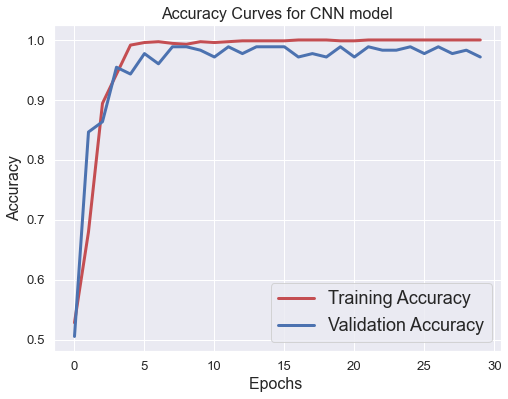 Accuracy Curves for CNN model
1.0
0.9
0.8
0.7
0.6
0.5
Accuracy
Training Accuracy
Validation Accuracy
0 5 10 15 20 25 30
Epochs